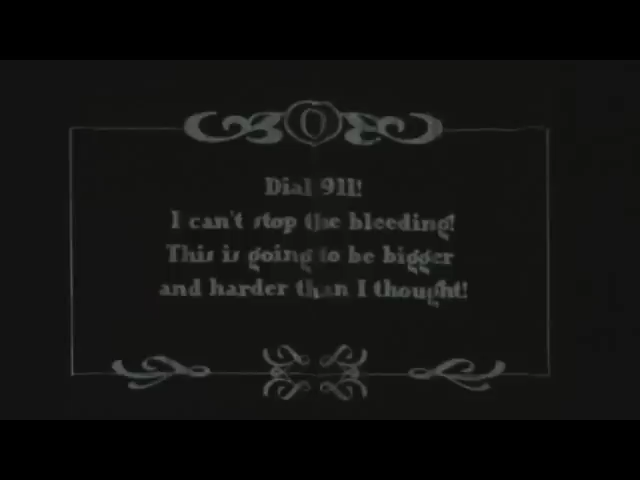 Dial 911!
I can't stop the bleeding!
This is going to be bigger
and harder than I thought!